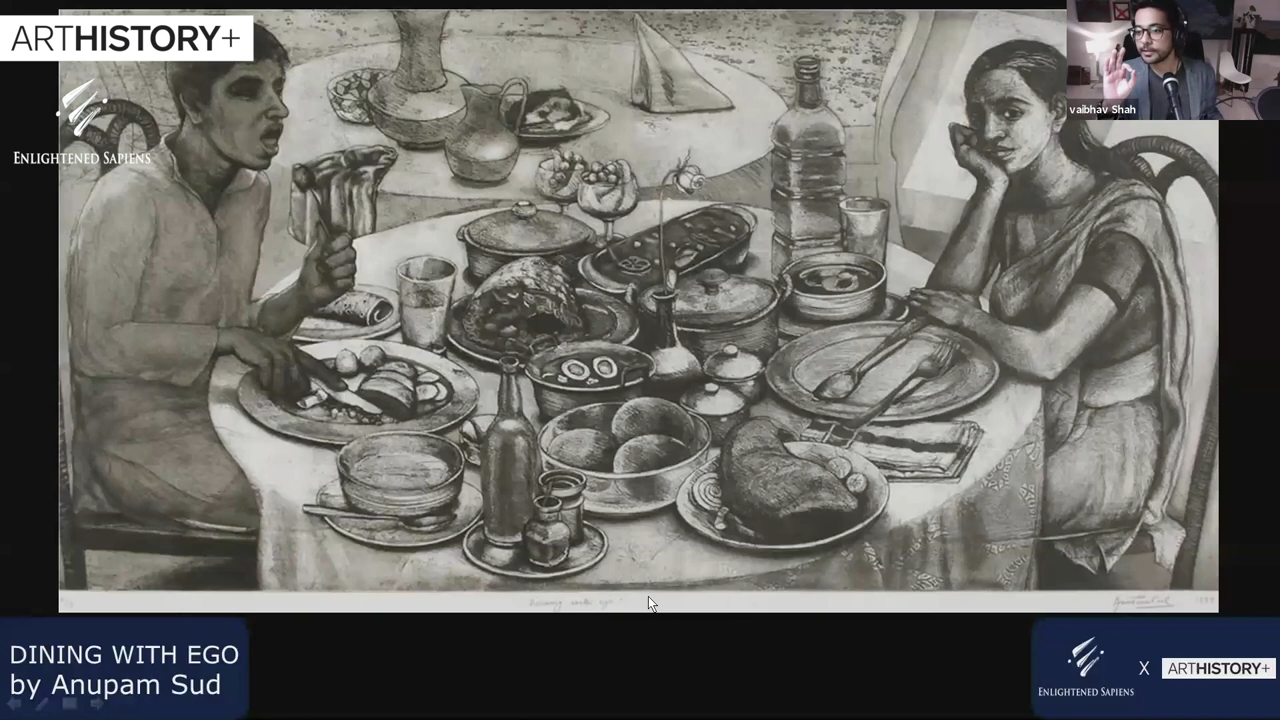 ARTHISTORY+
ENLIGHTENED SAPIENS
vaibhav Shah
DINING WITH EGO
by Anupam Sud
ENLIGHTENED SAPIENS
X
ARTHISTORY+